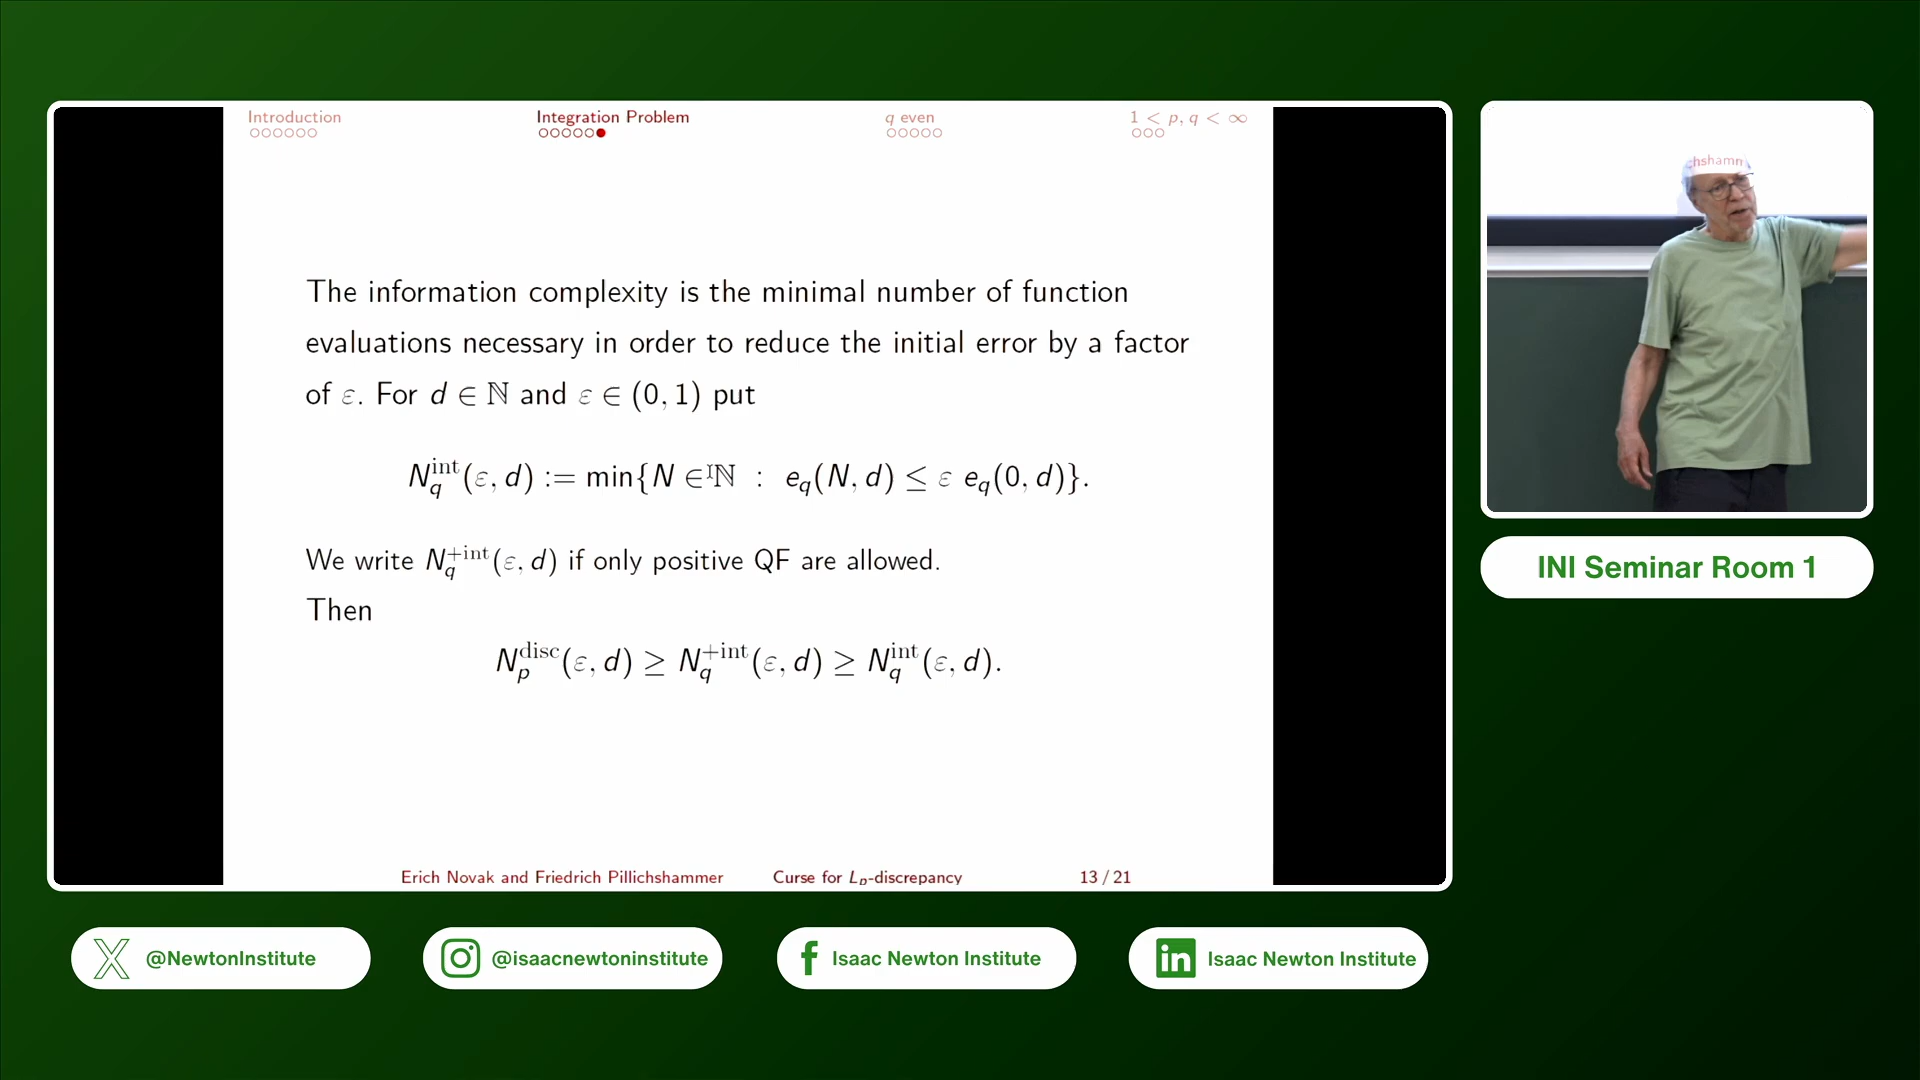 Introduction
Integration Problem
q even
1 < p, q < ∞
The information complexity is the minimal number of function
evaluations necessary in order to reduce the initial error by a factor
of ε. For d ∈ ℕ and ε ∈ (0, 1) put
N_q^int(ε, d) := min{N ∈ ℕ : e_q(N, d) ≤ ε e_q(0, d)}.
We write N_q^+int(ε, d) if only positive QF are allowed.
Then
N_p^disc(ε, d) ≥ N_q^+int(ε, d) ≥ N_q^int(ε, d).
Erich Novak and Friedrich Pillichshammer
Curse for L_p-discrepancy
13 / 21
chshamm
INI Seminar Room 1
@NewtonInstitute
@isaacnewtoninstitute
Isaac Newton Institute
Isaac Newton Institute